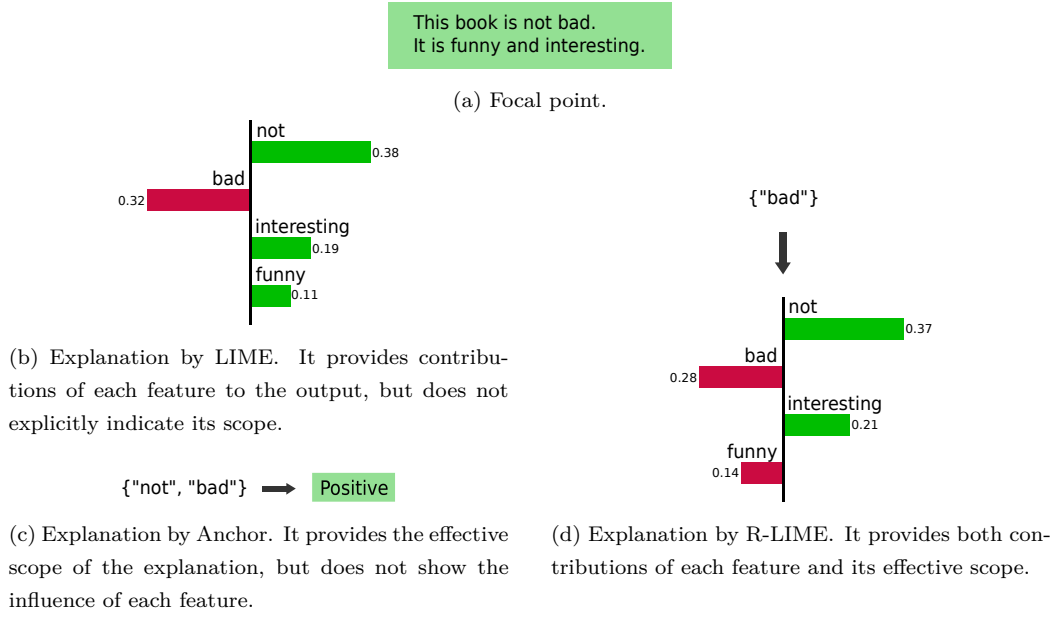 This book is not bad.
It is funny and interesting.
(a) Focal point.
not
0.38
bad
0.32
interesting
0.19
funny
0.11
(b) Explanation by LIME. It provides contribu-
tions of each feature to the output, but does not
explicitly indicate its scope.
{"not", "bad"}
Positive
(c) Explanation by Anchor. It provides the effective
scope of the explanation, but does not show the
influence of each feature.
{"bad"}
not
0.37
bad
0.28
interesting
0.21
funny
0.14
(d) Explanation by R-LIME. It provides both con-
tributions of each feature and its effective scope.